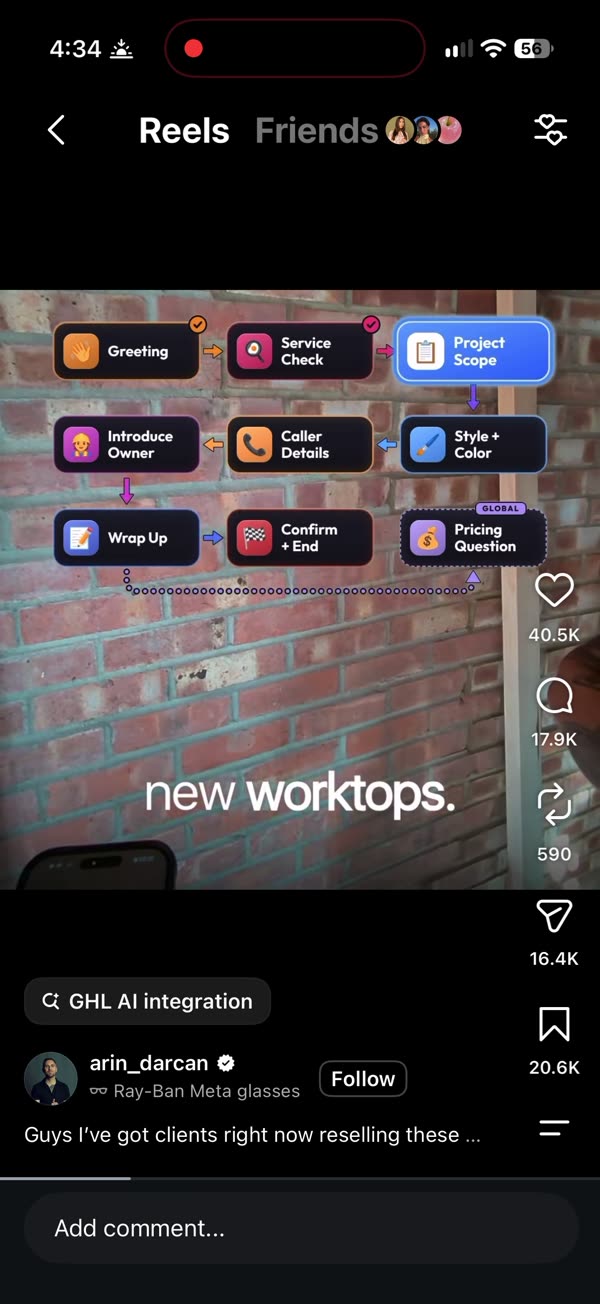 4:34
56
Reels Friends
Greeting
Service
Check
Project
Scope
Introduce
Owner
Caller
Details
Style +
Color
GLOBAL
Wrap Up
Confirm
+ End
Pricing
Question
40.5K
17.9K
new worktops.
590
16.4K
GHL AI integration
20.6K
arin_darcan
Ray-Ban Meta glasses
Follow
Guys I've got clients right now reselling these ...
Add comment...